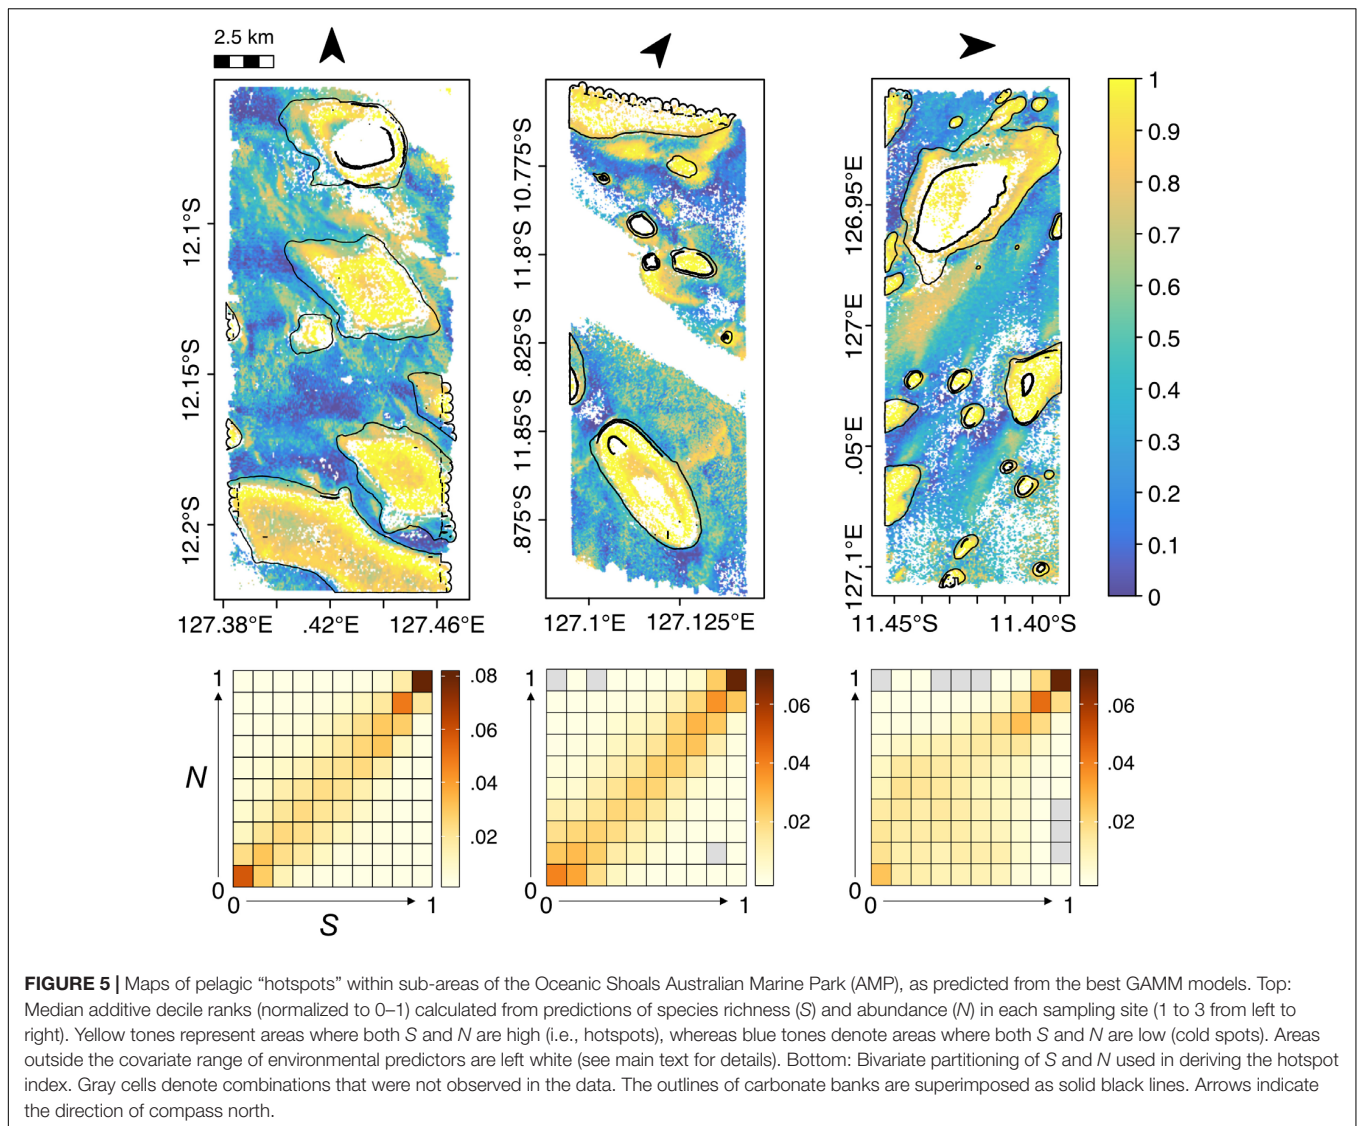 2.5 km
12.1°S
12.15°S
12.2°S
127.38°E .42°E 127.46°E
10.775°S
11.8°S
.825°S
11.85°S
.875°S
127.1°E 127.125°E
126.95°E
127°E
.05°E
127.1°E
11.45°S 11.40°S
1
0.9
0.8
0.7
0.6
0.5
0.4
0.3
0.2
0.1
0
1
N
0
0 1
S
.08
.06
.04
.02
1
0
0 1
.06
.04
.02
1
0
0 1
.06
.04
.02
FIGURE 5 | Maps of pelagic “hotspots” within sub-areas of the Oceanic Shoals Australian Marine Park (AMP), as predicted from the best GAMM models. Top:
Median additive decile ranks (normalized to 0–1) calculated from predictions of species richness (S) and abundance (N) in each sampling site (1 to 3 from left to
right). Yellow tones represent areas where both S and N are high (i.e., hotspots), whereas blue tones denote areas where both S and N are low (cold spots). Areas
outside the covariate range of environmental predictors are left white (see main text for details). Bottom: Bivariate partitioning of S and N used in deriving the hotspot
index. Gray cells denote combinations that were not observed in the data. The outlines of carbonate banks are superimposed as solid black lines. Arrows indicate
the direction of compass north.